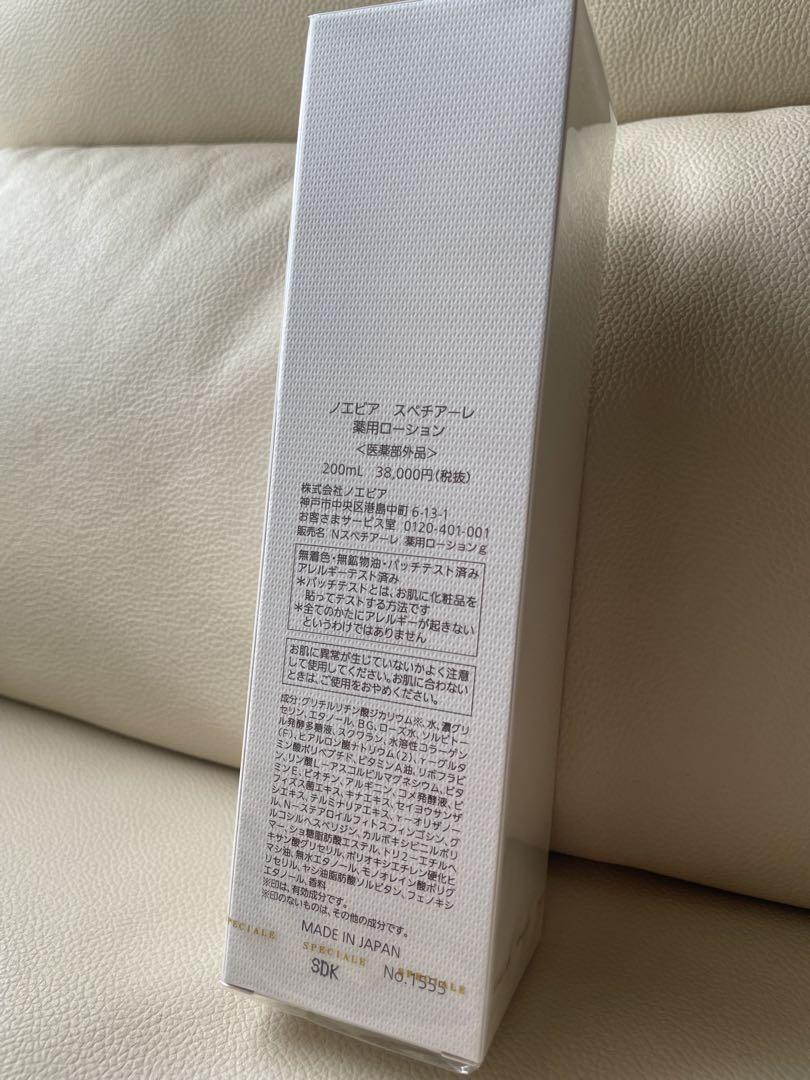 ノエビア スペチアーレ
薬用ローション
<医薬部外品>
200mL 38,000円(税抜)
株式会社ノエビア
神戸市中央区港島中町6-13-1
お客さまサービス室 0120-401-001
販売名 Nスペチアーレ 薬用ローションg
無着色・無鉱物油・パッチテスト済み
アレルギーテスト済み
*パッチテストとは、お肌に化粧品を
貼ってテストする方法です
*全てのかたにアレルギーが起きない
というわけではありません
お肌に異常が生じていないかよく注意
して使用してください。お肌に合わない
ときは、ご使用をおやめください。
成分:グリチルリチン酸ジカリウム※、水、濃グリ
セリン、エタノール、BG、ローズ水、ソルビトー
ル発酵多糖液、スクワラン、水溶性コラーゲン
(F)、ヒアルロン酸ナトリウム(2)、γーグルタ
ミン酸ポリペプチド、ビタミンA油、リボフラビ
ン、リン酸Lーアスコルビルマグネシウム、ビタ
ミンE、ビオチン、アルギニン、コメ発酵液、ビ
フィズス菌エキス、キナエキス、セイヨウサンザ
シエキス、テルミナリアエキス、γーオリザノー
ル、Nーステアロイルフィトスフィンゴシン、グ
ルコシルヘスペリジン、カルボキシビニルポリ
マー、ショ糖脂肪酸エステル、トリ2ーエチルヘ
キサン酸グリセリル、ポリオキシエチレン硬化ヒ
マシ油、無水エタノール、モノオレイン酸ポリグ
リセリル、ヤシ油脂肪酸ソルビタン、フェノキシ
エタノール、香料
※印は、有効成分です。
※印のないものは、その他の成分です。
MADE IN JAPAN
PECIALE SPECIALE SPECIALE
SDK No.1555